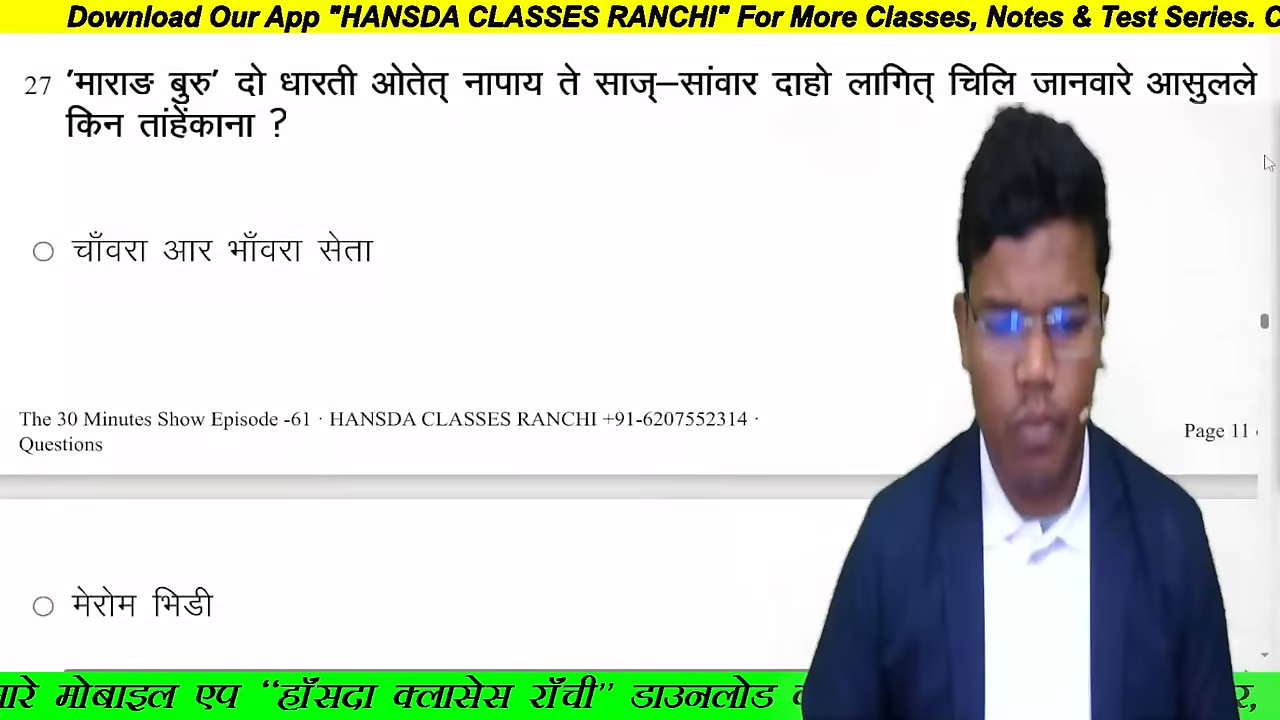 Download Our App "HANSDA CLASSES RANCHI" For More Classes, Notes & Test Series. C
27 'माराङ बुरु' दो धारती ओतेत् नापाय ते साज्–सांवार दाहो लागित् चिलि जानवारे आसुलले
किन तांहेंकाना ?
चाँवरा आर भाँवरा सेता
The 30 Minutes Show Episode -61 · HANSDA CLASSES RANCHI +91-6207552314 ·
Questions
Page 11
मेरोम भिडी
मारे मोबाइल एप “हाँसदा क्लासेस राँची” डाउनलोड